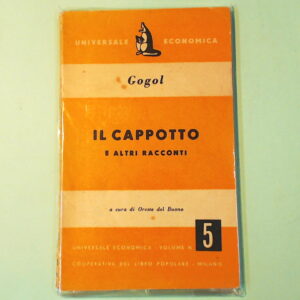 UNIVERSALE ECONOMICA
Gogol
IL CAPPOTTO
E ALTRI RACCONTI
a cura di Oreste del Buono
UNIVERSALE ECONOMICA - VOLUME N. 5
COOPERATIVA DEL LIBRO POPOLARE - MILANO